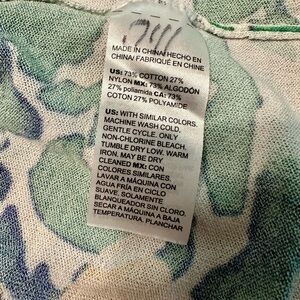 MADE IN CHINA/HECHO EN
CHINA/FABRIQUÉ EN CHINE
US: 73% COTTON 27%
NYLON MX: 73% ALGODÓN
27% poliamida CA: 73%
COTON 27% POLYAMIDE
US: WITH SIMILAR COLORS.
MACHINE WASH COLD,
GENTLE CYCLE. ONLY
NON-CHLORINE BLEACH.
TUMBLE DRY LOW. WARM
IRON. MAY BE DRY
CLEANED MX: CON
COLORES SIMILARES.
LAVAR A MÁQUINA CON
AGUA FRÍA EN CICLO
SUAVE. SOLAMENTE
BLANQUEADOR SIN CLORO.
SECAR A MÁQUINA A BAJA
TEMPERATURA. PLANCHAR